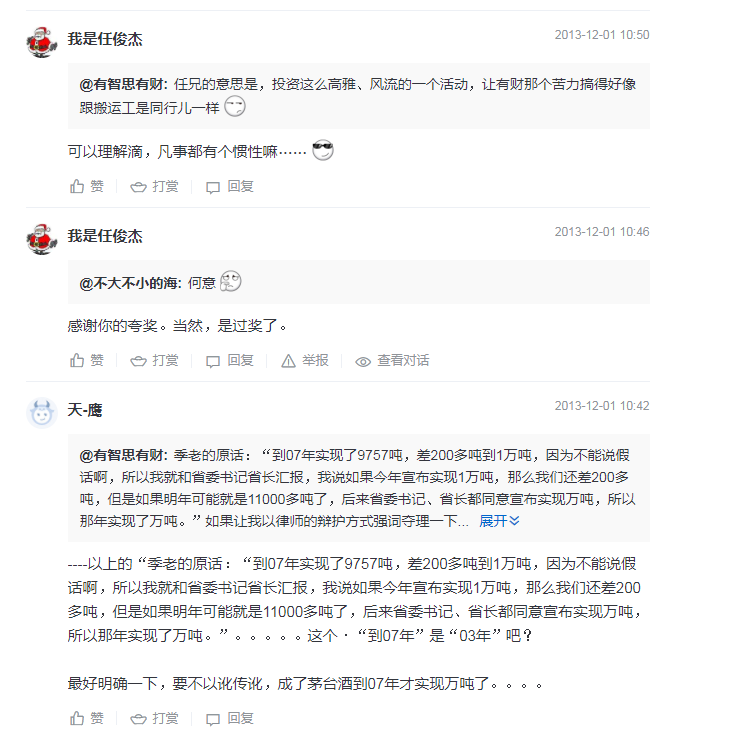 我是任俊杰
2013-12-01 10:50
@有智思有财: 任兄的意思是，投资这么高雅、风流的一个活动，让有财那个苦力搞得好像
跟搬运工是同行儿一样
可以理解滴，凡事都有个惯性嘛……
赞 打赏 回复
我是任俊杰
2013-12-01 10:46
@不大不小的海: 何意
感谢你的夸奖。当然，是过奖了。
赞 打赏 回复 举报 查看对话
天-鹰
2013-12-01 10:42
@有智思有财: 季老的原话：“到07年实现了9757吨，差200多吨到1万吨，因为不能说假
话啊，所以我就和省委书记省长汇报，我说如果今年宣布实现1万吨，那么我们还差200多
吨，但是如果明年可能就是11000多吨了，后来省委书记、省长都同意宣布实现万吨，所以
那年实现了万吨。”如果让我以律师的辩护方式强词夺理一下... 展开
----以上的“季老的原话：“到07年实现了9757吨，差200多吨到1万吨，因为不能说假
话啊，所以我就和省委书记省长汇报，我说如果今年宣布实现1万吨，那么我们还差200
多吨，但是如果明年可能就是11000多吨了，后来省委书记、省长都同意宣布实现万吨，
所以那年实现了万吨。”。。。。。这个·“到07年”是“03年”吧？
最好明确一下，要不以讹传讹，成了茅台酒到07年才实现万吨了。。。。
赞 打赏 回复